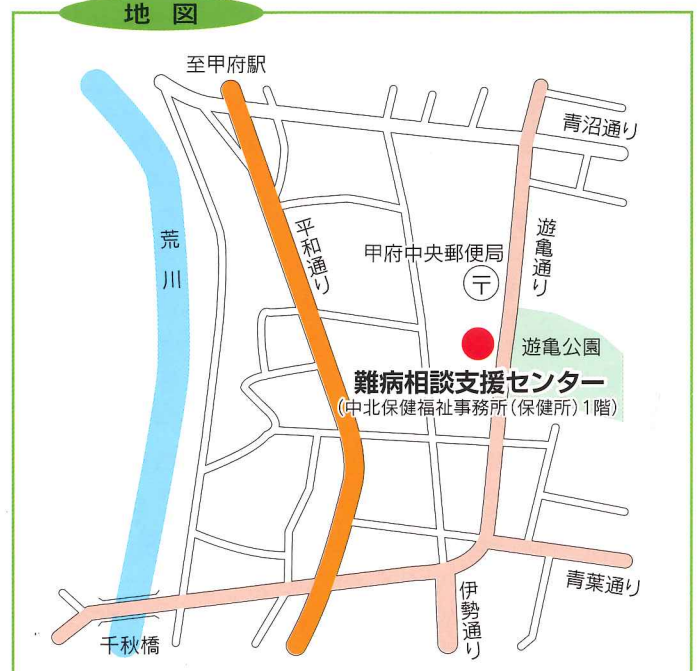 地図
至甲府駅
青沼通り
荒川
平和通り
遊亀通り
甲府中央郵便局
〒
遊亀公園
難病相談支援センター
(中北保健福祉事務所(保健所)1階)
青葉通り
伊勢通り
千秋橋